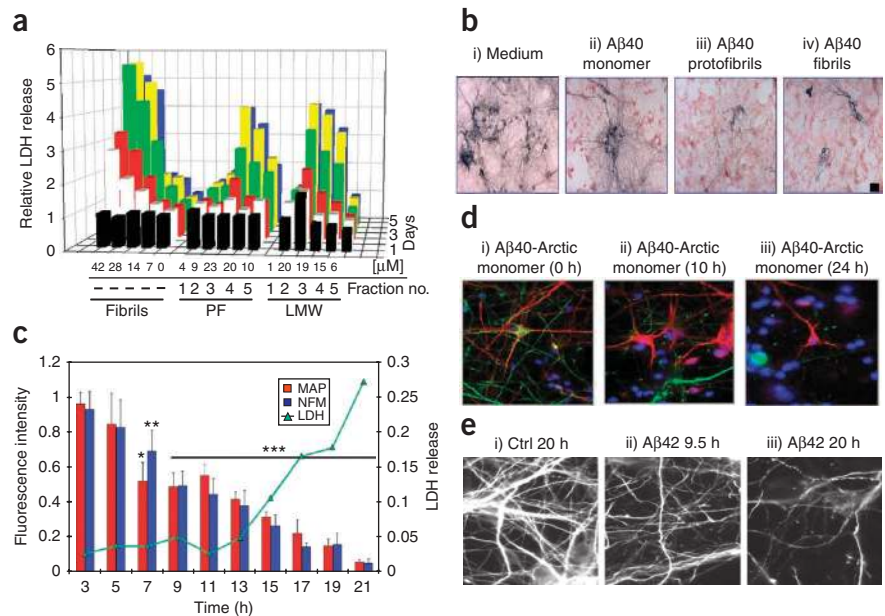 a
Relative LDH release
6
5
4
3
2
1
0
5
3
1
Days
42 28 14 7 0 4 9 23 20 10 1 20 19 15 6 [µM]
– – – – – 1 2 3 4 5 1 2 3 4 5 Fraction no.
Fibrils PF LMW
b
i) Medium
ii) Aβ40
monomer
iii) Aβ40
protofibrils
iv) Aβ40
fibrils
c
Fluorescence intensity
1.2
1
0.8
0.6
0.4
0.2
0
MAP
NFM
LDH
*
**
***
0.3
0.25
0.2
0.15
0.1
0.05
0
LDH release
3 5 7 9 11 13 15 17 19 21
Time (h)
d
i) Aβ40-Arctic
monomer (0 h)
ii) Aβ40-Arctic
monomer (10 h)
iii) Aβ40-Arctic
monomer (24 h)
e
i) Ctrl 20 h
ii) Aβ42 9.5 h
iii) Aβ42 20 h